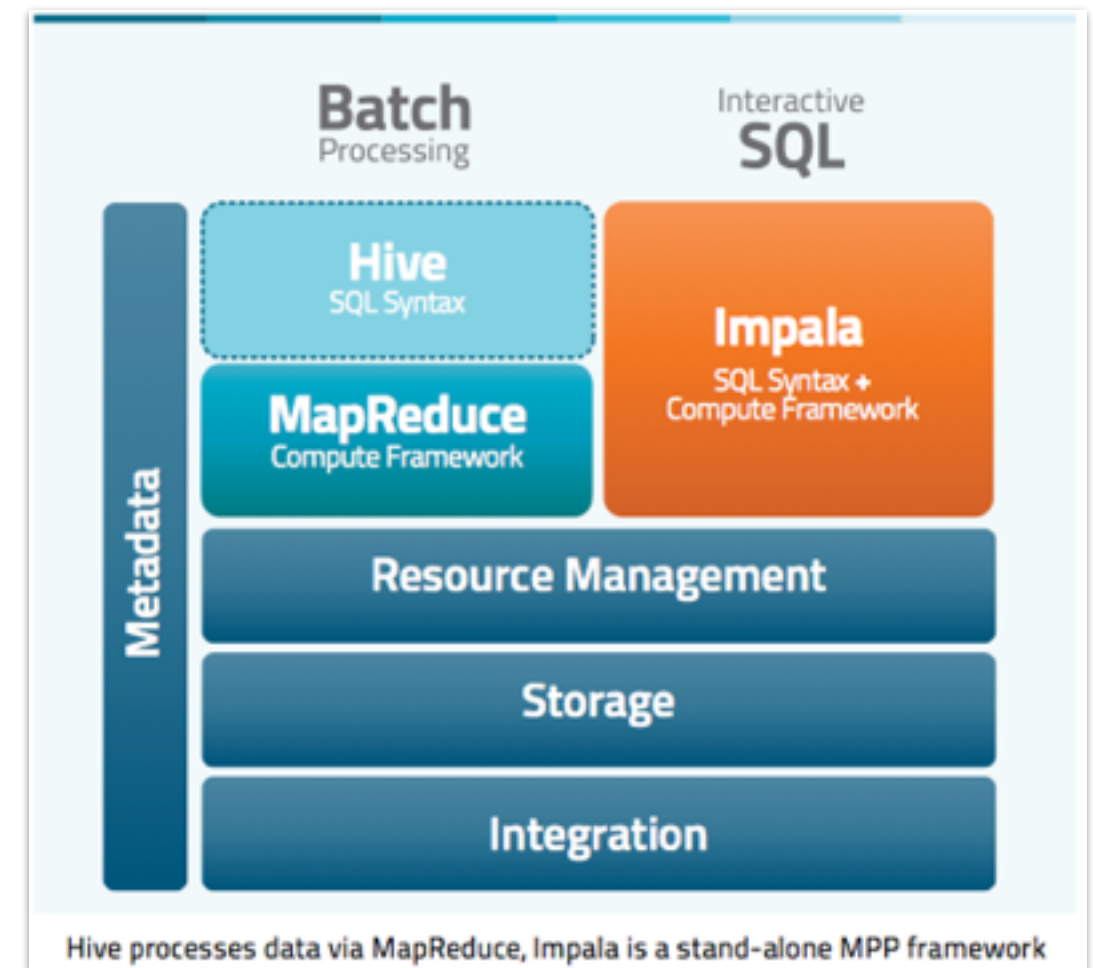 Batch
Processing
Interactive
SQL
Metadata
Hive
SQL Syntax
MapReduce
Compute Framework
Impala
SQL Syntax +
Compute Framework
Resource Management
Storage
Integration
Hive processes data via MapReduce, Impala is a stand-alone MPP framework